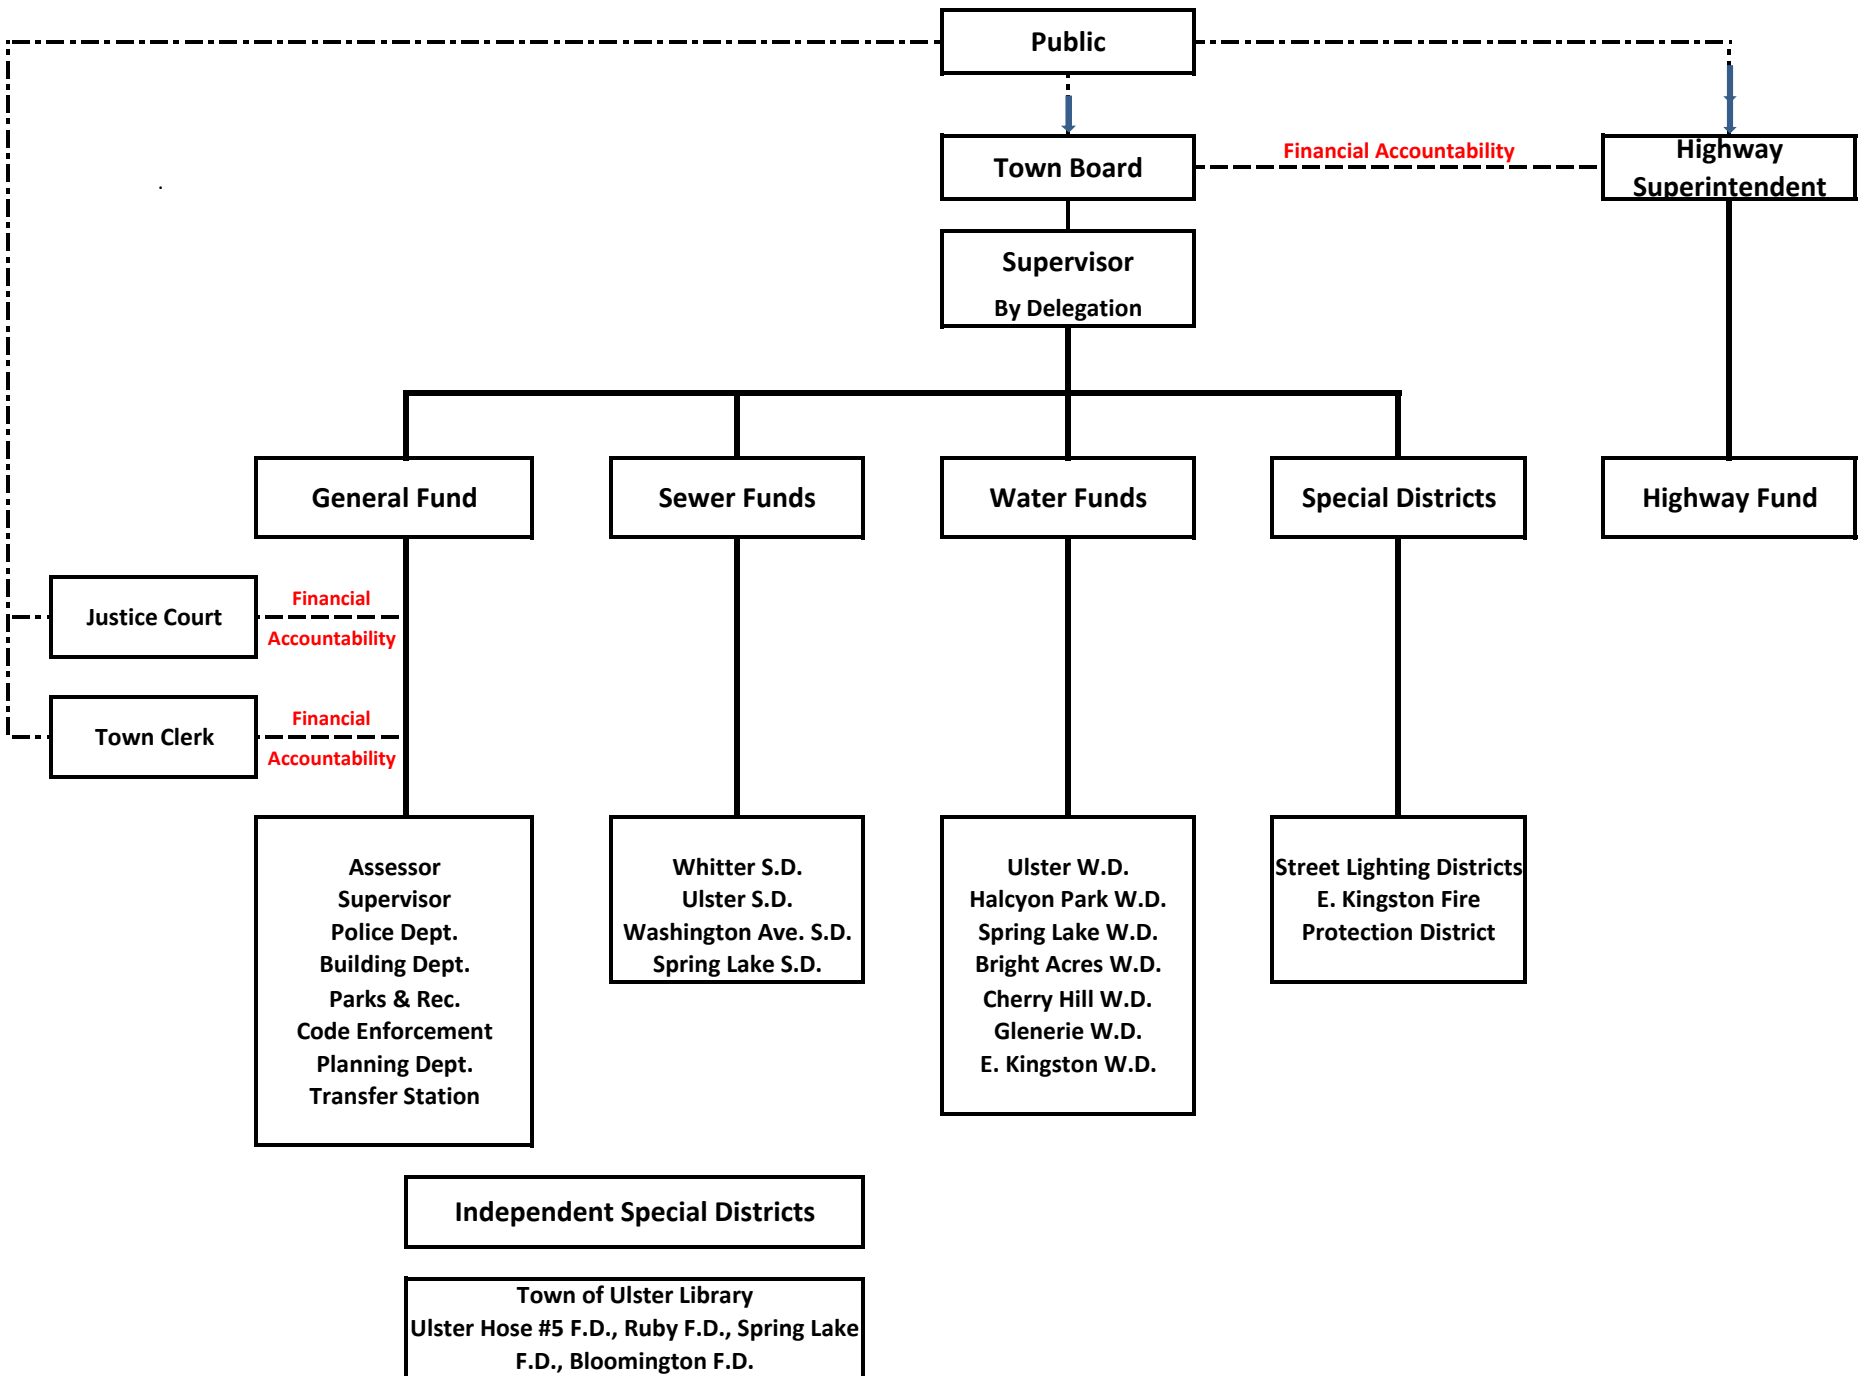 Public
Town Board
Financial Accountability
Highway
Superintendent
Supervisor
By Delegation
General Fund
Sewer Funds
Water Funds
Special Districts
Highway Fund
Justice Court
Financial
Accountability
Town Clerk
Financial
Accountability
Assessor
Supervisor
Police Dept.
Building Dept.
Parks & Rec.
Code Enforcement
Planning Dept.
Transfer Station
Whitter S.D.
Ulster S.D.
Washington Ave. S.D.
Spring Lake S.D.
Ulster W.D.
Halcyon Park W.D.
Spring Lake W.D.
Bright Acres W.D.
Cherry Hill W.D.
Glenerie W.D.
E. Kingston W.D.
Street Lighting Districts
E. Kingston Fire
Protection District
Independent Special Districts
Town of Ulster Library
Ulster Hose #5 F.D., Ruby F.D., Spring Lake
F.D., Bloomington F.D.